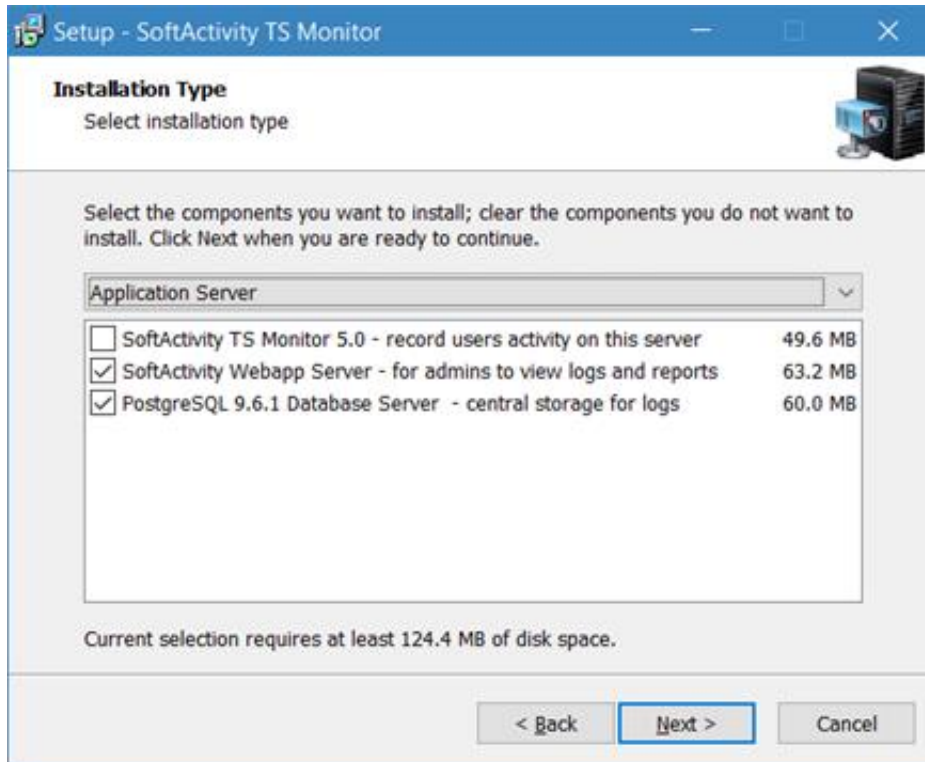 Setup - SoftActivity TS Monitor
Installation Type
Select installation type
Select the components you want to install; clear the components you do not want to
install. Click Next when you are ready to continue.
Application Server
SoftActivity TS Monitor 5.0 - record users activity on this server 49.6 MB
SoftActivity Webapp Server - for admins to view logs and reports 63.2 MB
PostgreSQL 9.6.1 Database Server - central storage for logs 60.0 MB
Current selection requires at least 124.4 MB of disk space.
< Back Next > Cancel